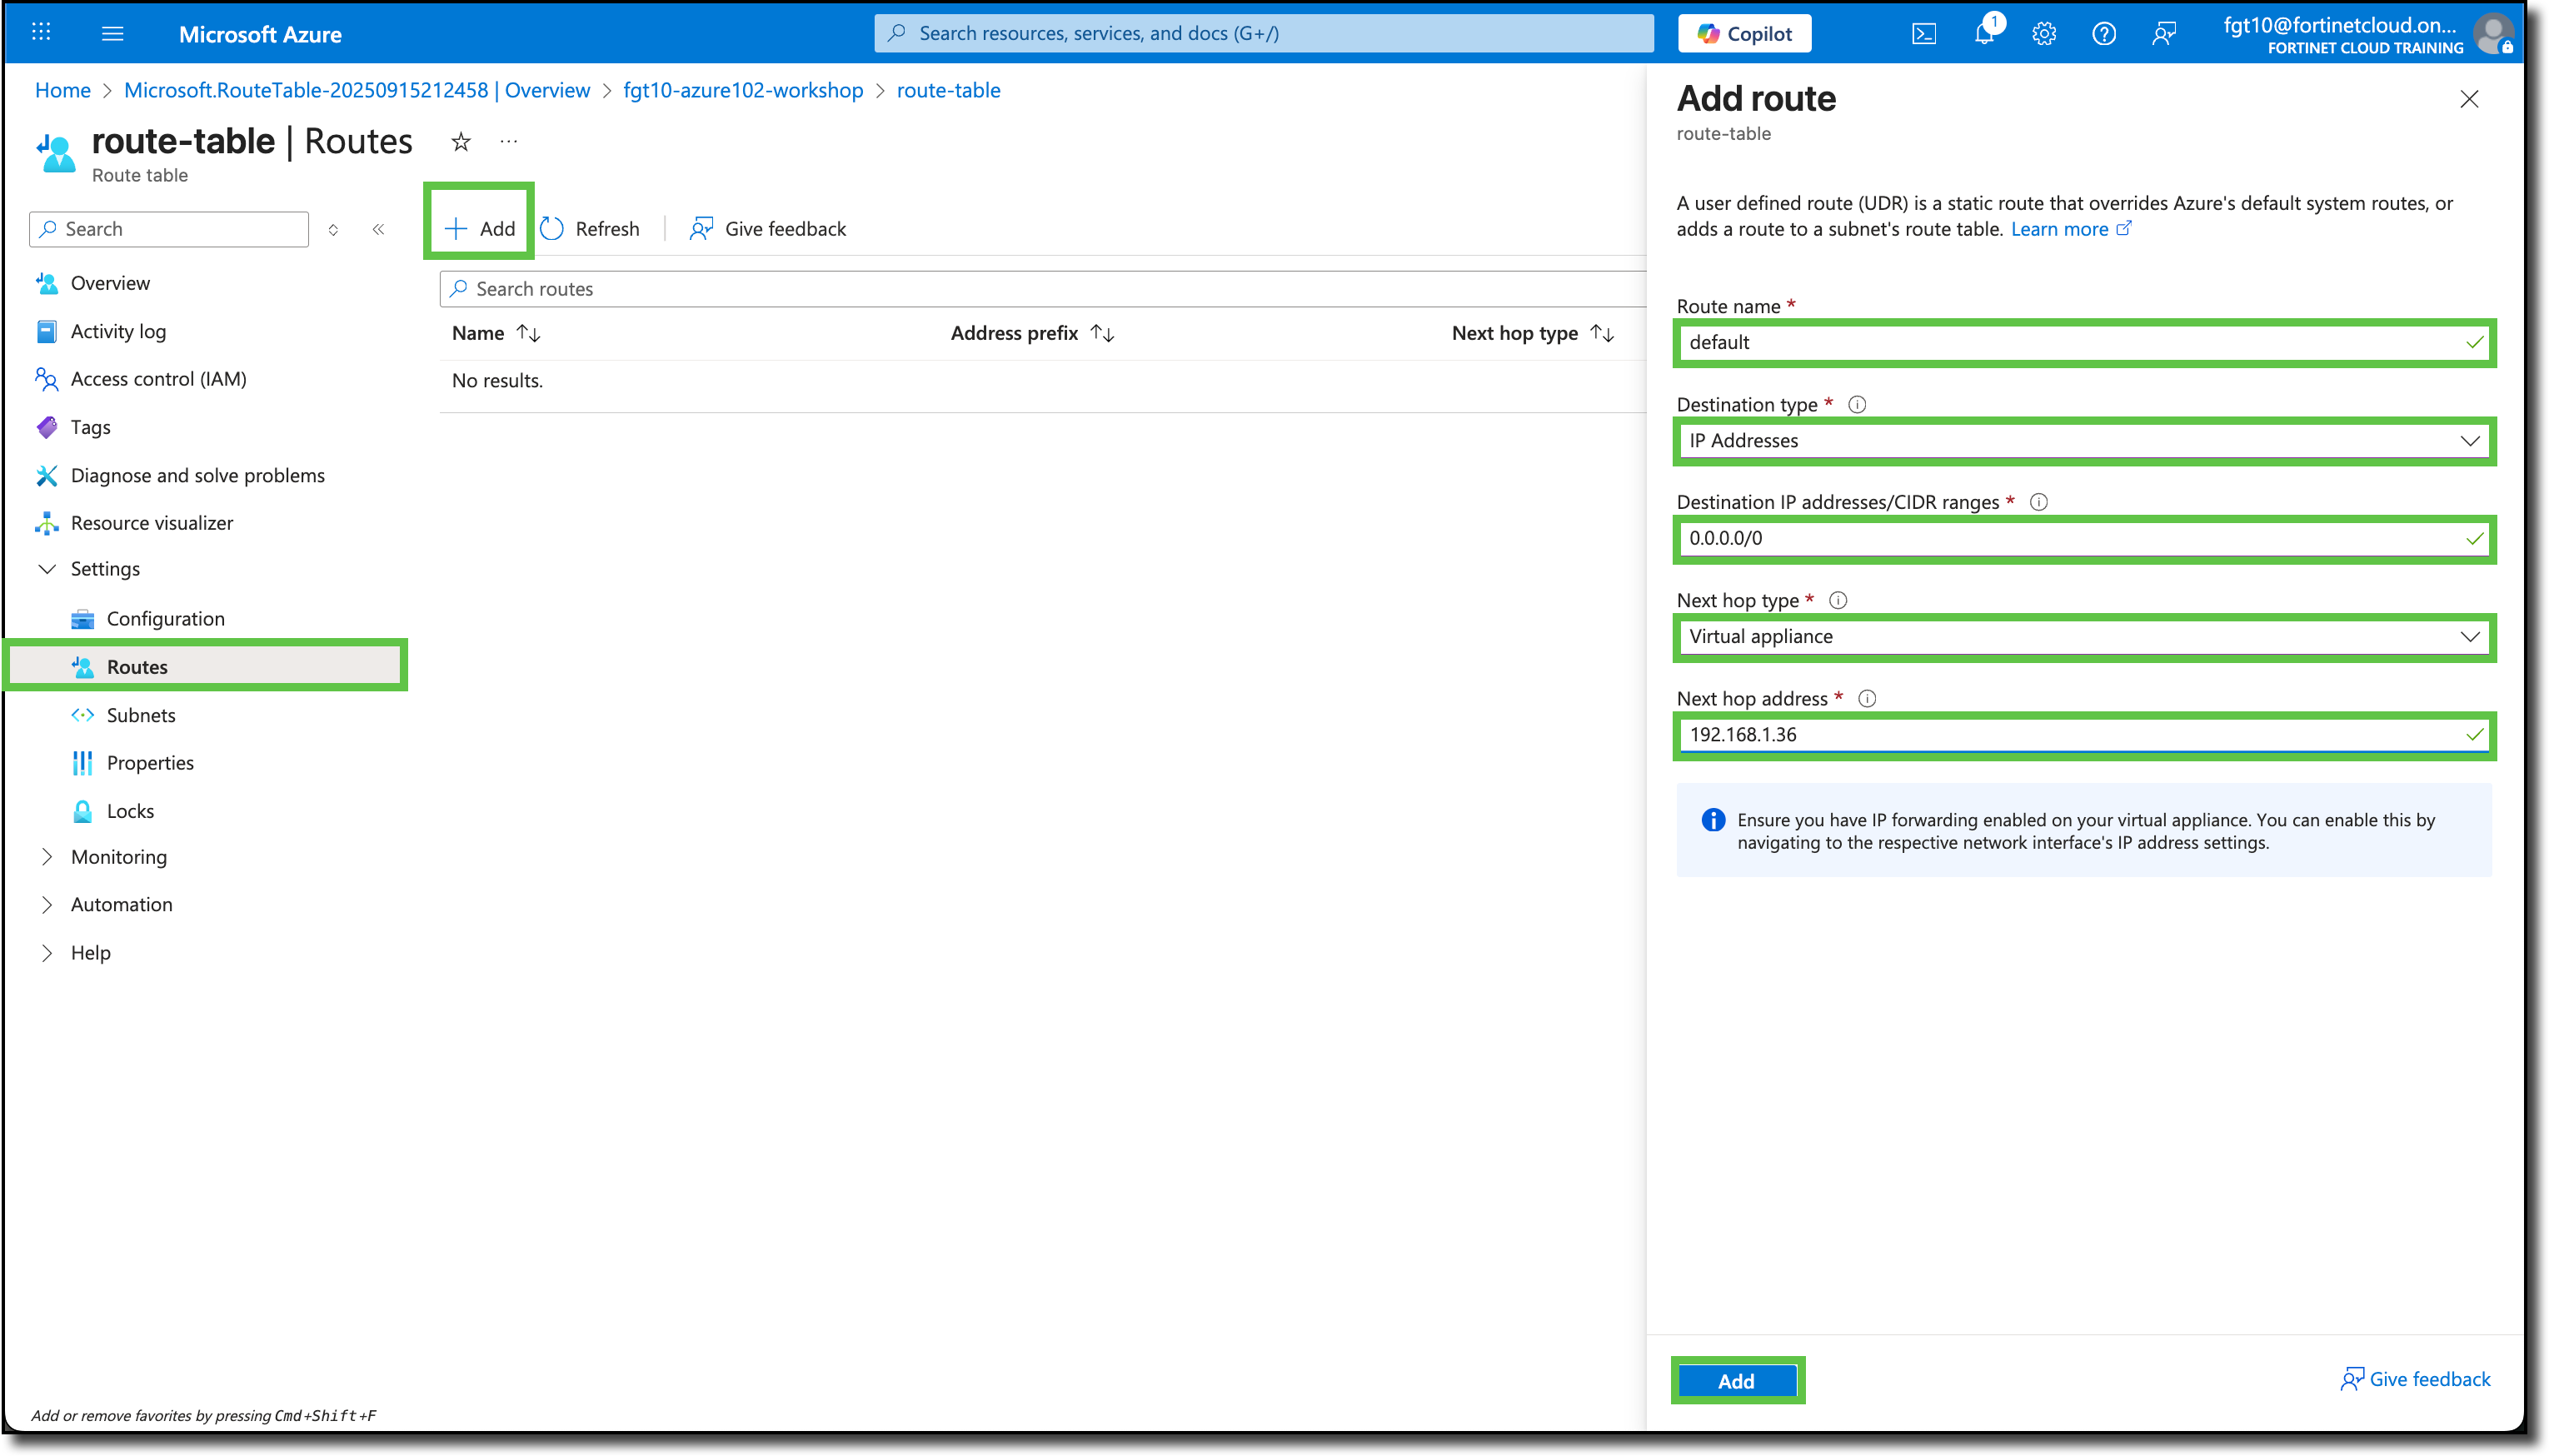 Microsoft Azure
Search resources, services, and docs (G+/)
Copilot
1
fgt10@fortinetcloud.on...
FORTINET CLOUD TRAINING
Home > Microsoft.RouteTable-20250915212458 | Overview > fgt10-azure102-workshop > route-table
route-table | Routes
...
Route table
Search
Add
Refresh
Give feedback
Overview
Activity log
Access control (IAM)
Tags
Diagnose and solve problems
Resource visualizer
Settings
Configuration
Routes
Subnets
Properties
Locks
Monitoring
Automation
Help
Search routes
Name
Address prefix
Next hop type
No results.
Add route
route-table
A user defined route (UDR) is a static route that overrides Azure's default system routes, or
adds a route to a subnet's route table. Learn more
Route name *
default
Destination type *
IP Addresses
Destination IP addresses/CIDR ranges *
0.0.0.0/0
Next hop type *
Virtual appliance
Next hop address *
192.168.1.36
Ensure you have IP forwarding enabled on your virtual appliance. You can enable this by
navigating to the respective network interface's IP address settings.
Add
Give feedback
Add or remove favorites by pressing Cmd+Shift+F